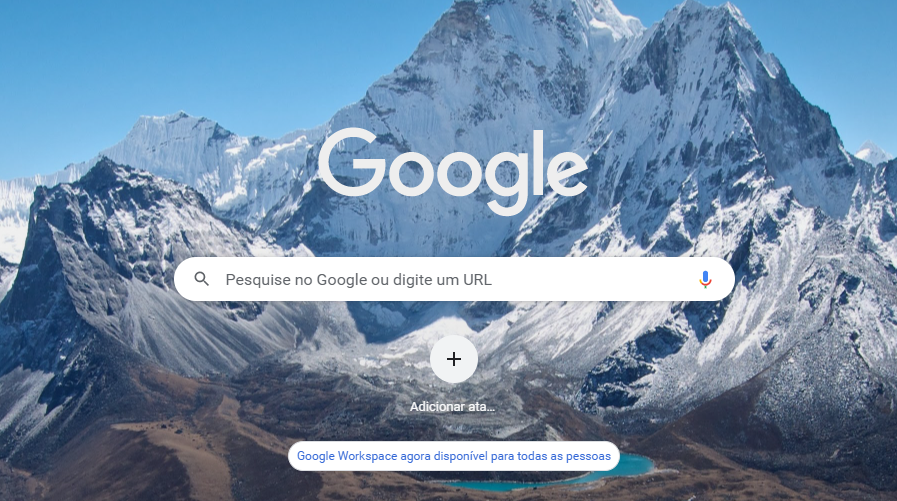 Google
Pesquise no Google ou digite um URL
Adicionar ata...
Google Workspace agora disponível para todas as pessoas